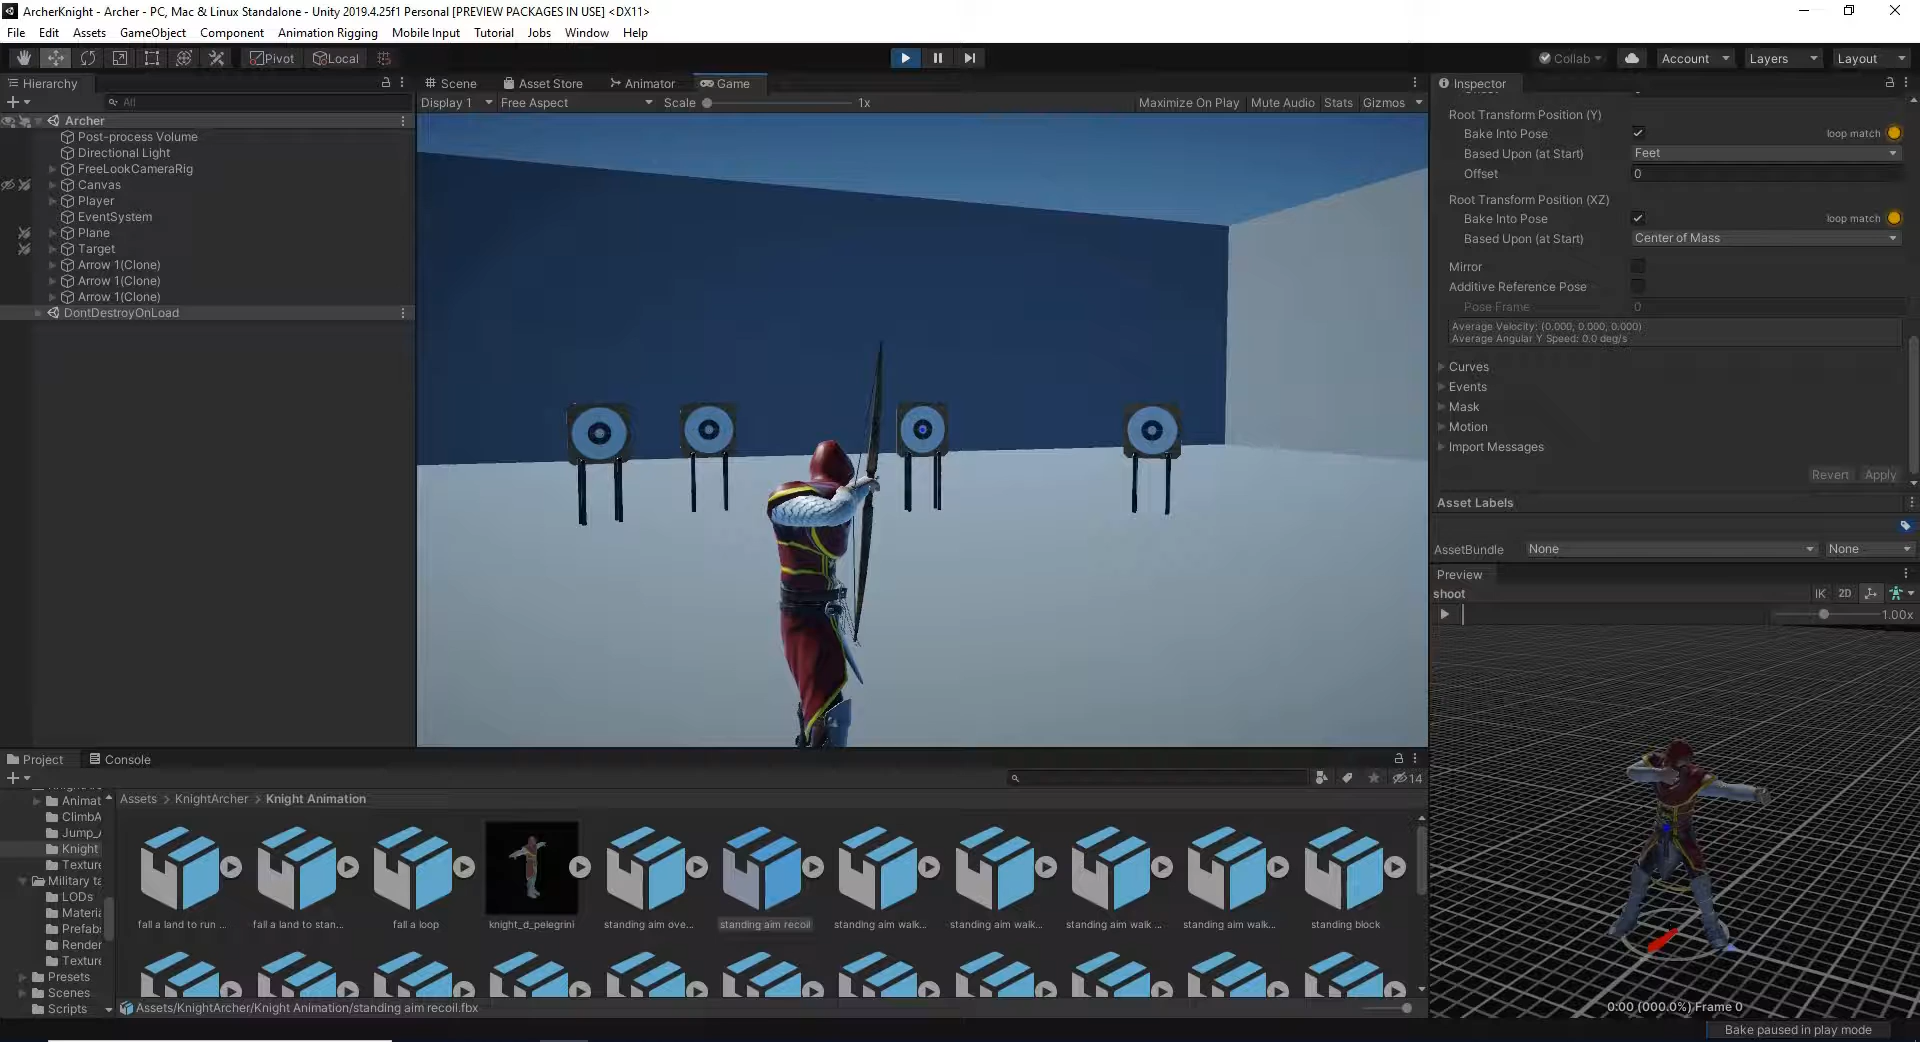 ArcherKnight - Archer - PC, Mac & Linux Standalone - Unity 2019.4.25f1 Personal [PREVIEW PACKAGES IN USE] <DX11>
File Edit Assets GameObject Component Animation Rigging Mobile Input Tutorial Jobs Window Help
Pivot Local Collab Account Layers Layout
Hierarchy Scene Asset Store Animator Game Inspector
All Display 1 Free Aspect Scale 1x Maximize On Play Mute Audio Stats Gizmos
Archer
Post-process Volume
Directional Light
FreeLookCameraRig
Canvas
Player
EventSystem
Plane
Target
Arrow 1(Clone)
Arrow 1(Clone)
Arrow 1(Clone)
DontDestroyOnLoad
Root Transform Position (Y)
Bake Into Pose loop match
Based Upon (at Start) Feet
Offset 0
Root Transform Position (XZ)
Bake Into Pose loop match
Based Upon (at Start) Center of Mass
Mirror
Additive Reference Pose
Pose Frame 0
Average Velocity: (0.000, 0.000, 0.000)
Average Angular Y Speed: 0.0 deg/s
Curves
Events
Mask
Motion
Import Messages
Revert Apply
Asset Labels
AssetBundle None None
Preview
shoot IK 2D
1.00x
0:00 (000.0%) Frame 0
Project Console
14
Assets > KnightArcher > Knight Animation
Animat
ClimbA
Jump_A
Knight
Texture
Military ta
LODs
Materia
Prefabs
Render
Texture
Presets
Scenes
Scripts
fall a land to run ... fall a land to stan... fall a loop knight_d_pelegrini standing aim ove... standing aim recoil standing aim walk... standing aim walk... standing aim walk ... standing aim walk... standing block
Assets/KnightArcher/Knight Animation/standing aim recoil.fbx
Bake paused in play mode